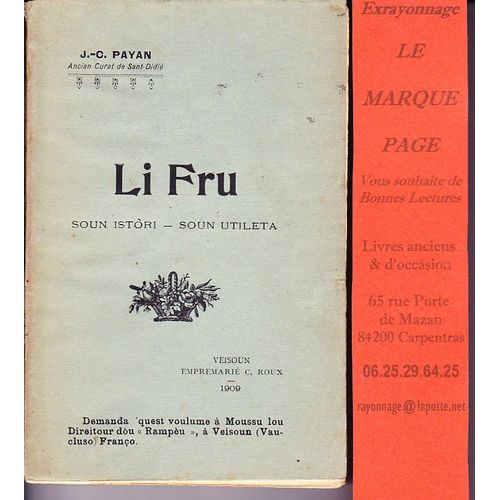 J.-C. PAYAN
Ancian Curat de Sant-Didié
Li Fru
SOUN ISTÔRI — SOUN UTILETA
VEISOUN
EMPREMARIÉ C. ROUX
1909
Demanda 'quest voulume à Moussu lou
Direitour dòu « Rampèu », à Veisoun (Vau-
cluso) Franço.
Exrayonnage
LE
MARQUE
PAGE
Vous souhaite de
Bonnes Lectures
Livres anciens
& d'occasion
65 rue Porte
de Mazan
84200 Carpentras
06.25.29.64.25
rayonnage@laposte.net